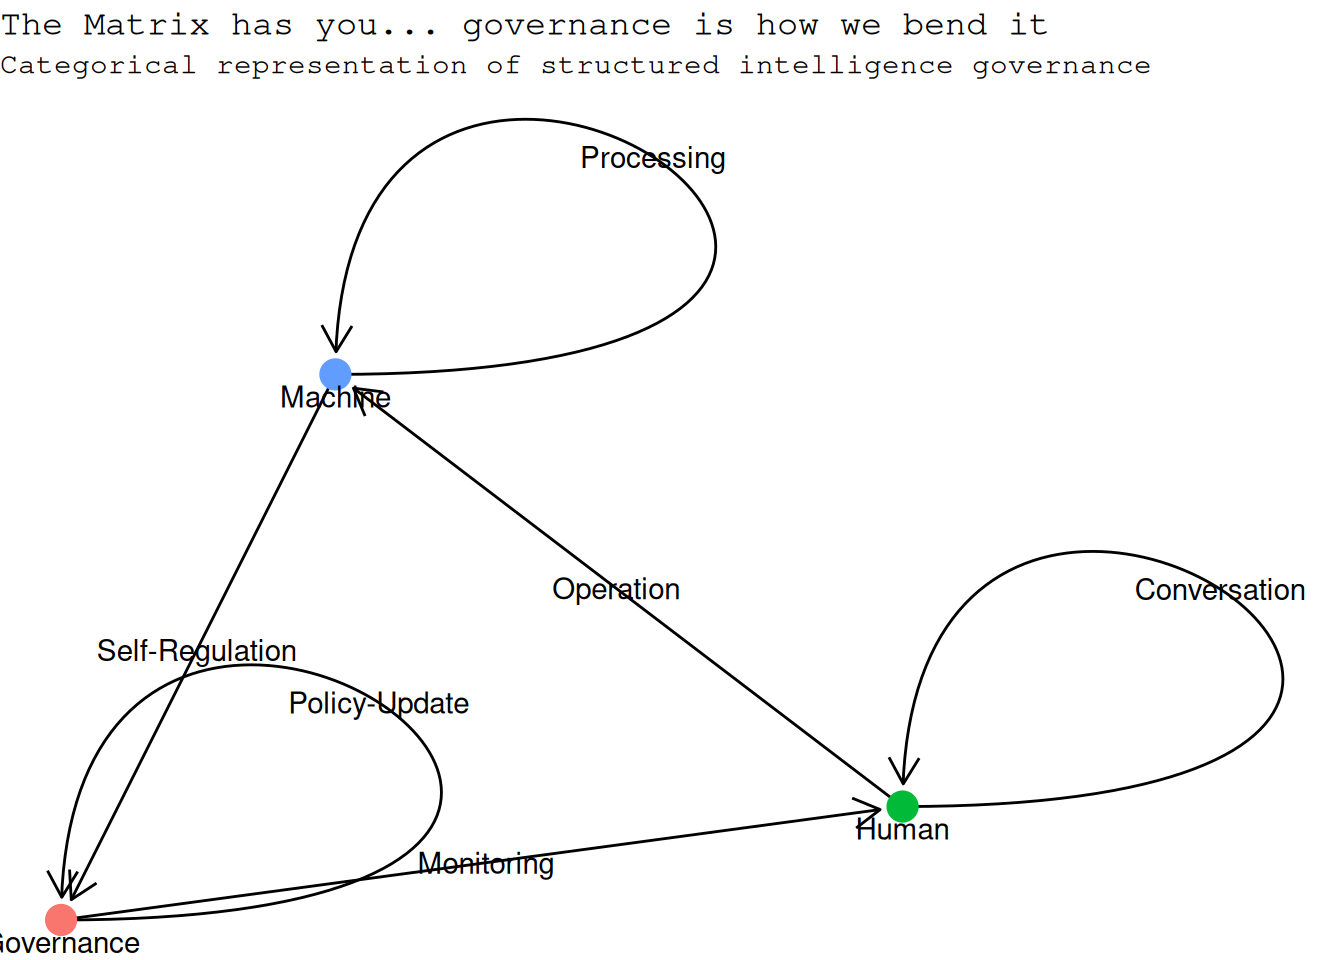 The Matrix has you... governance is how we bend it
Categorical representation of structured intelligence governance
Processing
Machine
Operation
Conversation
Self-Regulation
Policy-Update
Human
Monitoring
Governance